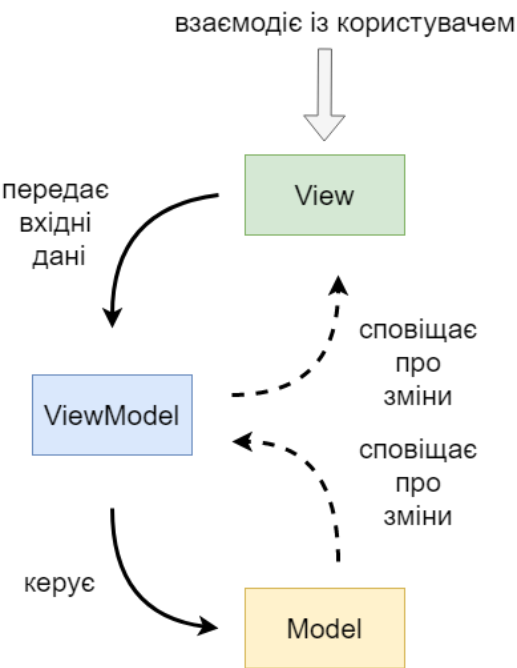 взаємодіє із користувачем
View
передає
вхідні
дані
сповіщає
про
зміни
ViewModel
сповіщає
про
зміни
керує
Model